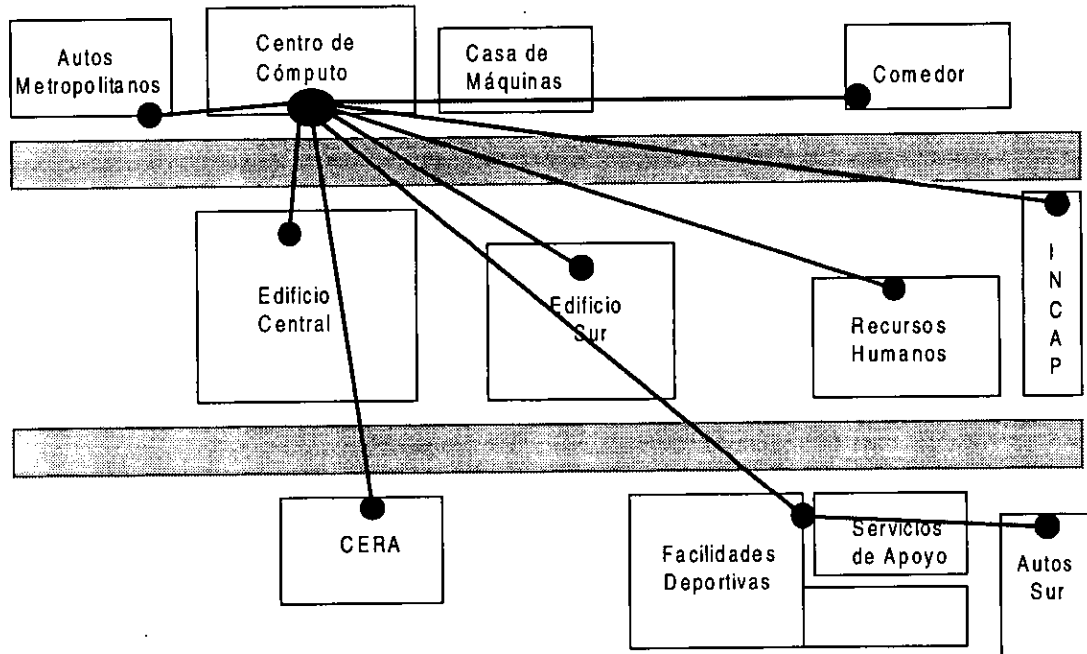 Autos
Metropolitanos
Centro de
Cómputo
Casa de
Máquinas
Comedor
Edificio
Central
Edificio
Sur
Recursos
Humanos
I
N
C
A
P
CERA
Facilidades
Deportivas
Servicios
de Apoyo
Autos
Sur